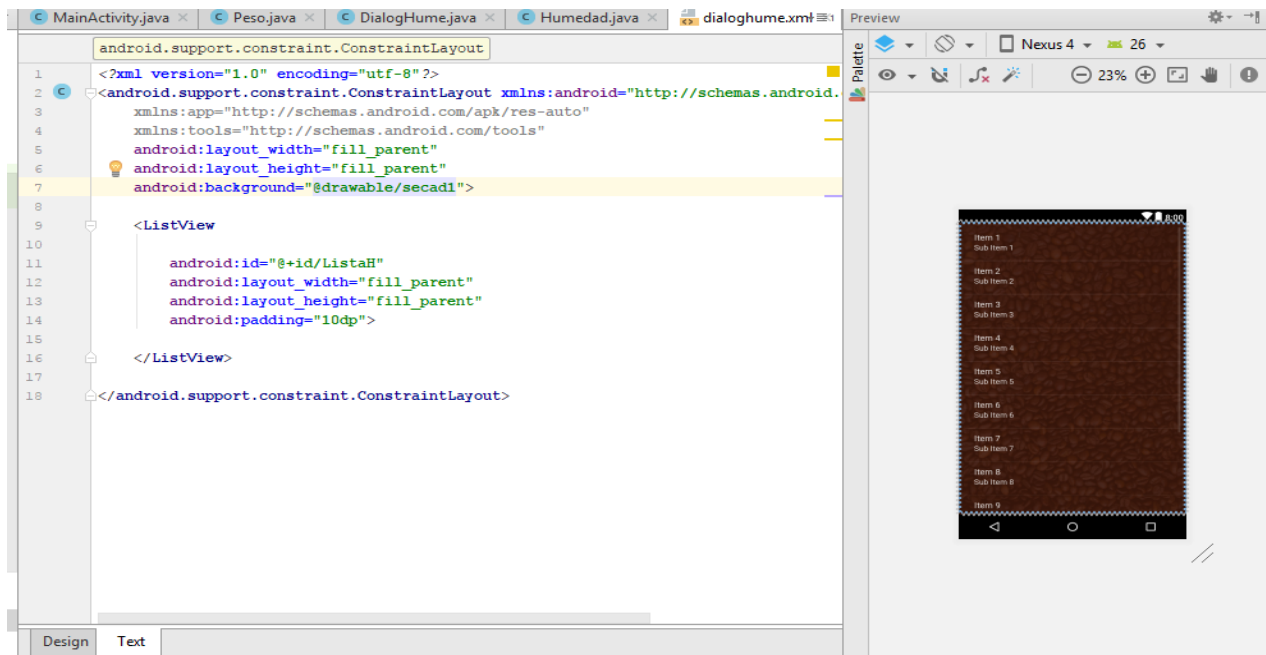 MainActivity.java × Peso.java × DialogHume.java × Humedad.java × dialoghume.xml
Preview
android.support.constraint.ConstraintLayout
Palette
Nexus 4 26
23%
1 <?xml version="1.0" encoding="utf-8"?>
2 <android.support.constraint.ConstraintLayout xmlns:android="http://schemas.android.
3 xmlns:app="http://schemas.android.com/apk/res-auto"
4 xmlns:tools="http://schemas.android.com/tools"
5 android:layout_width="fill_parent"
6 android:layout_height="fill_parent"
7 android:background="@drawable/secad1">
8
9 <ListView
10
11 android:id="@+id/ListaH"
12 android:layout_width="fill_parent"
13 android:layout_height="fill_parent"
14 android:padding="10dp">
15
16 </ListView>
17
18 </android.support.constraint.ConstraintLayout>
8:00
Item 1
Sub Item 1
Item 2
Sub Item 2
Item 3
Sub Item 3
Item 4
Sub Item 4
Item 5
Sub Item 5
Item 6
Sub Item 6
Item 7
Sub Item 7
Item 8
Sub Item 8
Item 9
Design Text